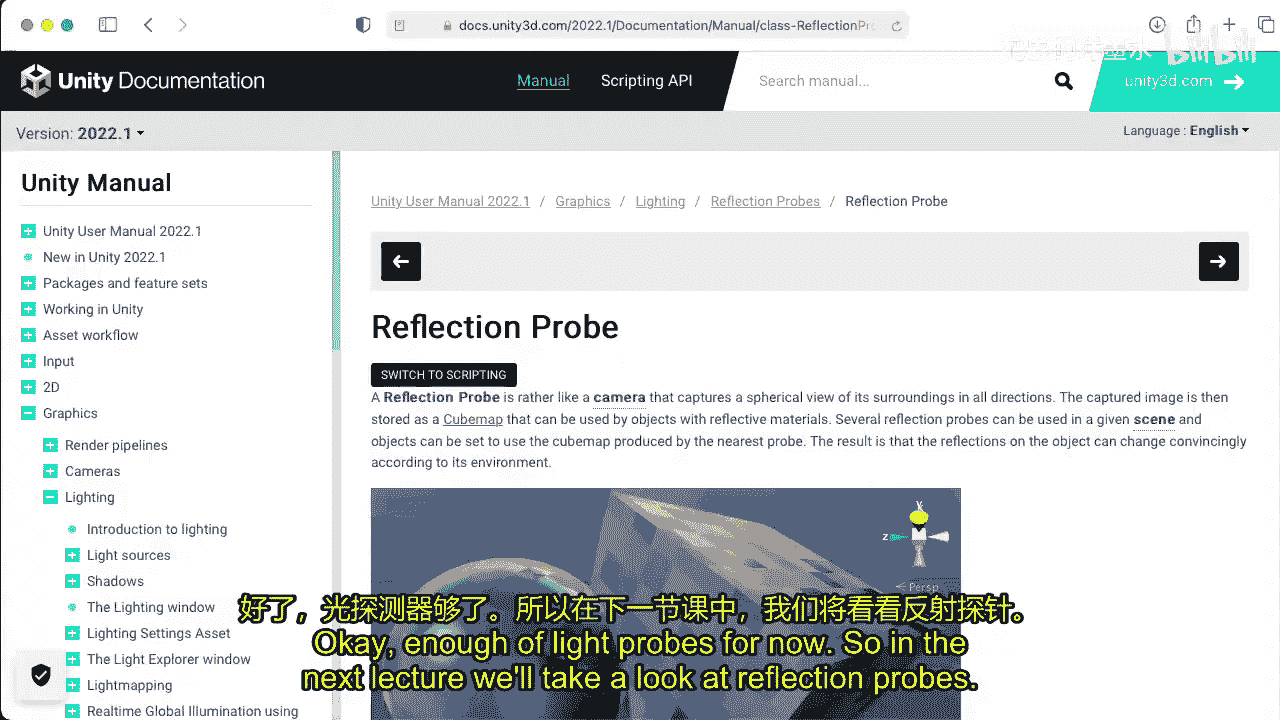 docs.unity3d.com/2022.1/Documentation/Manual/class-ReflectionPro
bilibili
Unity Documentation
Manual
Scripting API
Search manual...
unity3d.com
Version: 2022.1
Language : English
Unity Manual
Unity User Manual 2022.1
New in Unity 2022.1
Packages and feature sets
Working in Unity
Asset workflow
Input
2D
Graphics
Render pipelines
Cameras
Lighting
Introduction to lighting
Light sources
Shadows
The Lighting window
Lighting Settings Asset
The Light Explorer window
Lightmapping
Realtime Global Illumination using
Unity User Manual 2022.1 / Graphics / Lighting / Reflection Probes / Reflection Probe
Reflection Probe
SWITCH TO SCRIPTING
A Reflection Probe is rather like a camera that captures a spherical view of its surroundings in all directions. The captured image is then
stored as a Cubemap that can be used by objects with reflective materials. Several reflection probes can be used in a given scene and
objects can be set to use the cubemap produced by the nearest probe. The result is that the reflections on the object can change convincingly
according to its environment.
y
z
Persp
好了，光探测器够了。所以在下一节课中，我们将看看反射探针。
Okay, enough of light probes for now. So in the
next lecture we'll take a look at reflection probes.